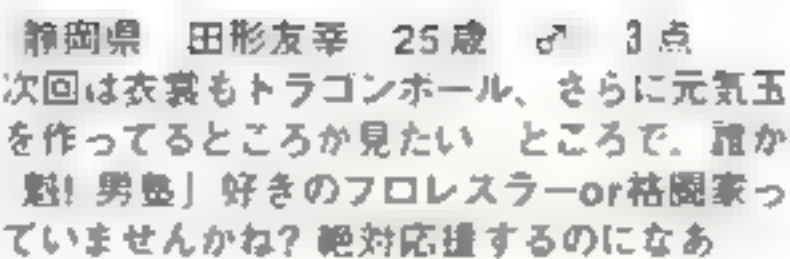 静岡県　田形友幸　25歳　♂　3点
次回は衣装もドラゴンボール、さらに元気玉
を作ってるところが見たい　ところで、誰か
「魁！男塾」好きのプロレスラーor格闘家っ
ていませんかね？絶対応援するのになあ